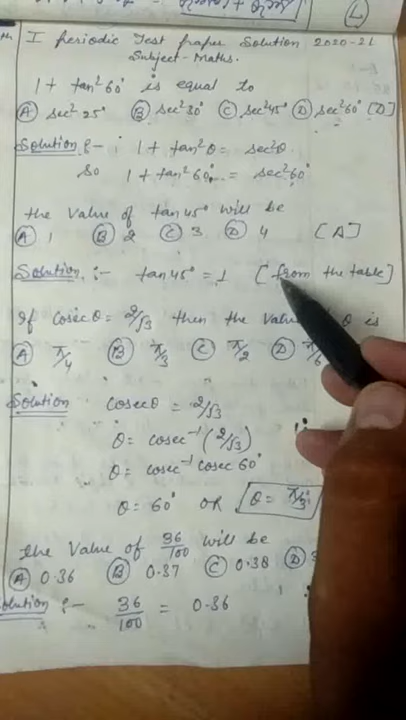 I periodic Test paper Solution 2020-21
Subject - Maths.
1 + tan² 60° is equal to
(A) sec² 25° (B) sec² 30° (C) sec² 45° (D) sec² 60° [D]
Solution :- ∴ 1 + tan²θ = sec²θ
So 1 + tan² 60° = sec² 60°
the Value of tan 45° will be
(A) 1 (B) 2 (C) 3 (D) 4 [A]
Solution :- tan 45° = 1 [from the table]
If cosec θ = 2/√3 then the Value θ is
(A) π/4 (B) π/3 (C) π/2 (D) π/6
Solution cosec θ = 2/√3
θ = cosec⁻¹ (2/√3)
θ = cosec⁻¹ cosec 60°
θ = 60° or θ = π/3
the Value of 36/100 will be
(A) 0.36 (B) 0.37 (C) 0.38 (D)
Solution :- 36/100 = 0.36